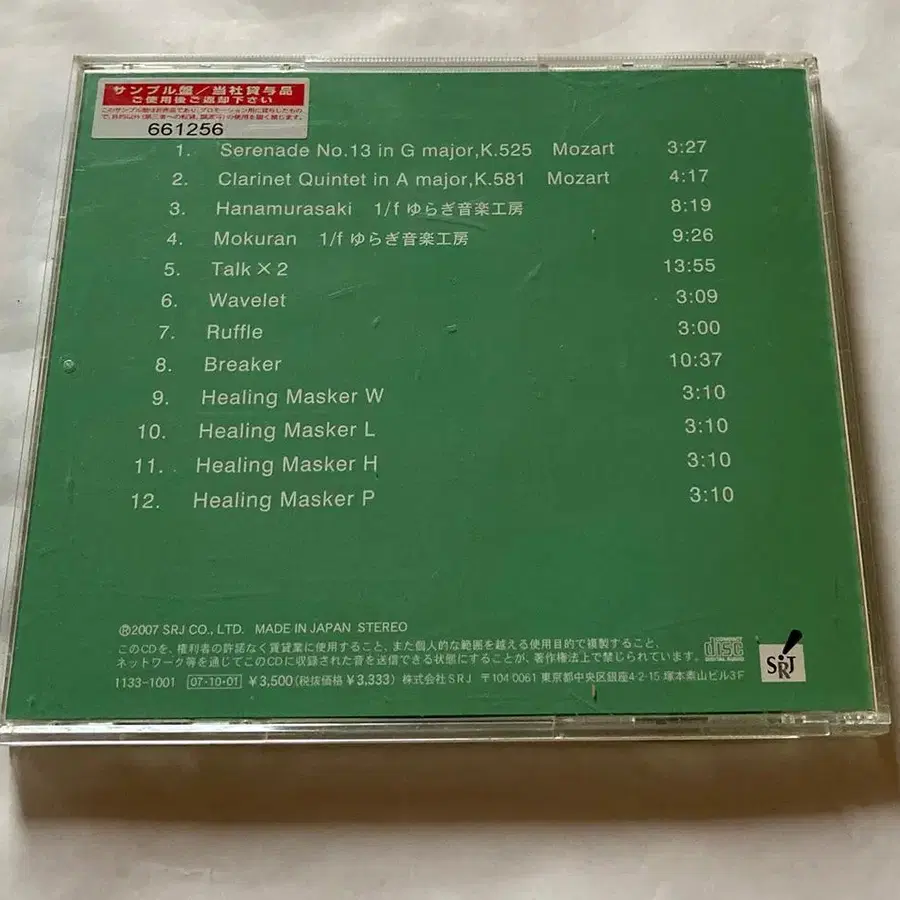 サンプル盤／当社貸与品
ご使用後ご返却下さい
661256
1. Serenade No.13 in G major,K.525 Mozart 3:27
2. Clarinet Quintet in A major,K.581 Mozart 4:17
3. Hanamurasaki 1/f ゆらぎ音楽工房 8:19
4. Mokuran 1/f ゆらぎ音楽工房 9:26
5. Talk×2 13:55
6. Wavelet 3:09
7. Ruffle 3:00
8. Breaker 10:37
9. Healing Masker W 3:10
10. Healing Masker L 3:10
11. Healing Masker H 3:10
12. Healing Masker P 3:10
Ⓡ2007 SRJ CO., LTD. MADE IN JAPAN STEREO
このCDを、権利者の許諾なく賃貸業に使用すること、また個人的な範囲を越える使用目的で複製すること、
ネットワーク等を通じてこのCDに収録された音を送信できる状態にすることが、著作権法上で禁じられています。
COMPACT disc DIGITAL AUDIO
SRJ
1133-1001 07·10·01 ¥3,500(税抜価格 ¥3,333) 株式会社SRJ 〒104 0061 東京都中央区銀座4-2-15 塚本素山ビル3F